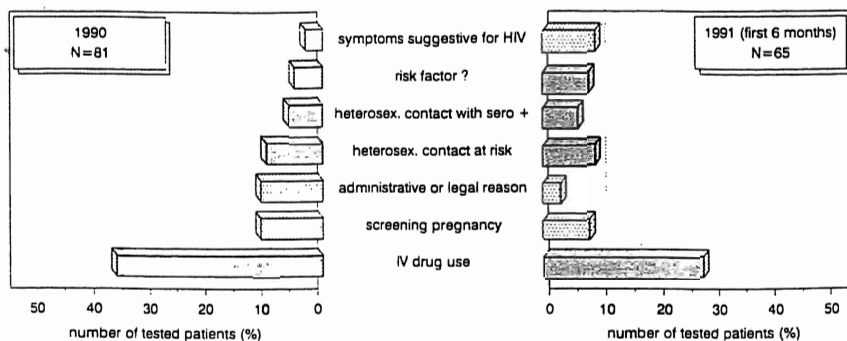 1990
N=81
1991 (first 6 months)
N=65
symptoms suggestive for HIV
risk factor ?
heterosex. contact with sero +
heterosex. contact at risk
administrative or legal reason
screening pregnancy
IV drug use
50 40 30 20 10 0
0 10 20 30 40 50
number of tested patients (%)
number of tested patients (%)